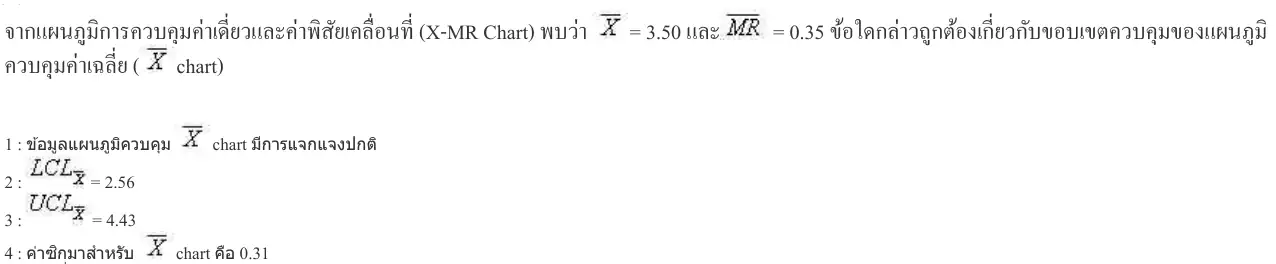 จากแผนภูมิการควบคุมค่าเดี่ยวและค่าพิสัยเคลื่อนที่ (X-MR Chart) พบว่า X̅ = 3.50 และ M̅R̅ = 0.35 ข้อใดกล่าวถูกต้องเกี่ยวกับขอบเขตควบคุมของแผนภูมิ
ควบคุมค่าเฉลี่ย ( X̅ chart)
1 : ข้อมูลแผนภูมิควบคุม X̅ chart มีการแจกแจงปกติ
2 : LCL_X̅ = 2.56
3 : UCL_X̅ = 4.43
4 : ค่าซิกมาสำหรับ X̅ chart คือ 0.31